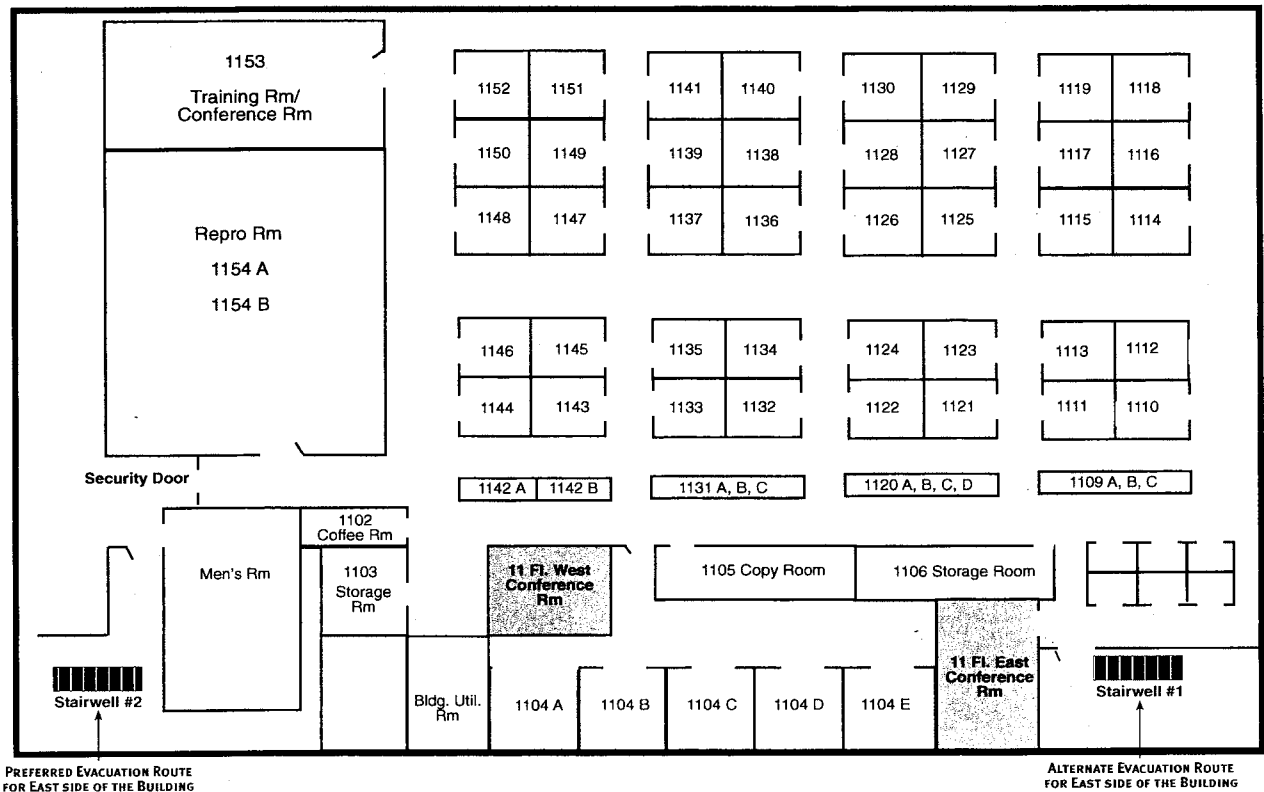 1153
Training Rm/
Conference Rm
Repro Rm
1154 A
1154 B
1152 1151
1150 1149
1148 1147
1141 1140
1139 1138
1137 1136
1130 1129
1128 1127
1126 1125
1119 1118
1117 1116
1115 1114
1146 1145
1144 1143
1135 1134
1133 1132
1124 1123
1122 1121
1113 1112
1111 1110
Security Door
1142 A 1142 B
1131 A, B, C
1120 A, B, C, D
1109 A, B, C
1102
Coffee Rm
Men's Rm
1103
Storage
Rm
11 Fl. West
Conference
Rm
1105 Copy Room
1106 Storage Room
11 Fl. East
Conference
Rm
Stairwell #2
Bldg. Util.
Rm
1104 A
1104 B
1104 C
1104 D
1104 E
Stairwell #1
PREFERRED EVACUATION ROUTE
FOR EAST SIDE OF THE BUILDING
ALTERNATE EVACUATION ROUTE
FOR EAST SIDE OF THE BUILDING